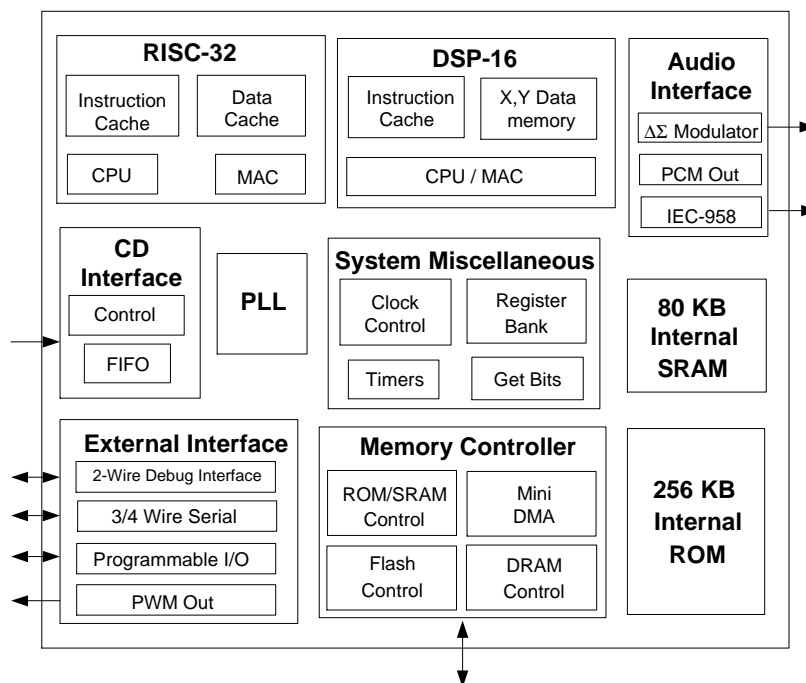 RISC-32
Instruction
Cache
Data
Cache
CPU
MAC
DSP-16
Instruction
Cache
X,Y Data
memory
CPU / MAC
Audio
Interface
ΔΣ Modulator
PCM Out
IEC-958
CD
Interface
Control
FIFO
PLL
System Miscellaneous
Clock
Control
Register
Bank
Timers
Get Bits
80 KB
Internal
SRAM
External Interface
2-Wire Debug Interface
3/4 Wire Serial
Programmable I/O
PWM Out
Memory Controller
ROM/SRAM
Control
Mini
DMA
Flash
Control
DRAM
Control
256 KB
Internal
ROM